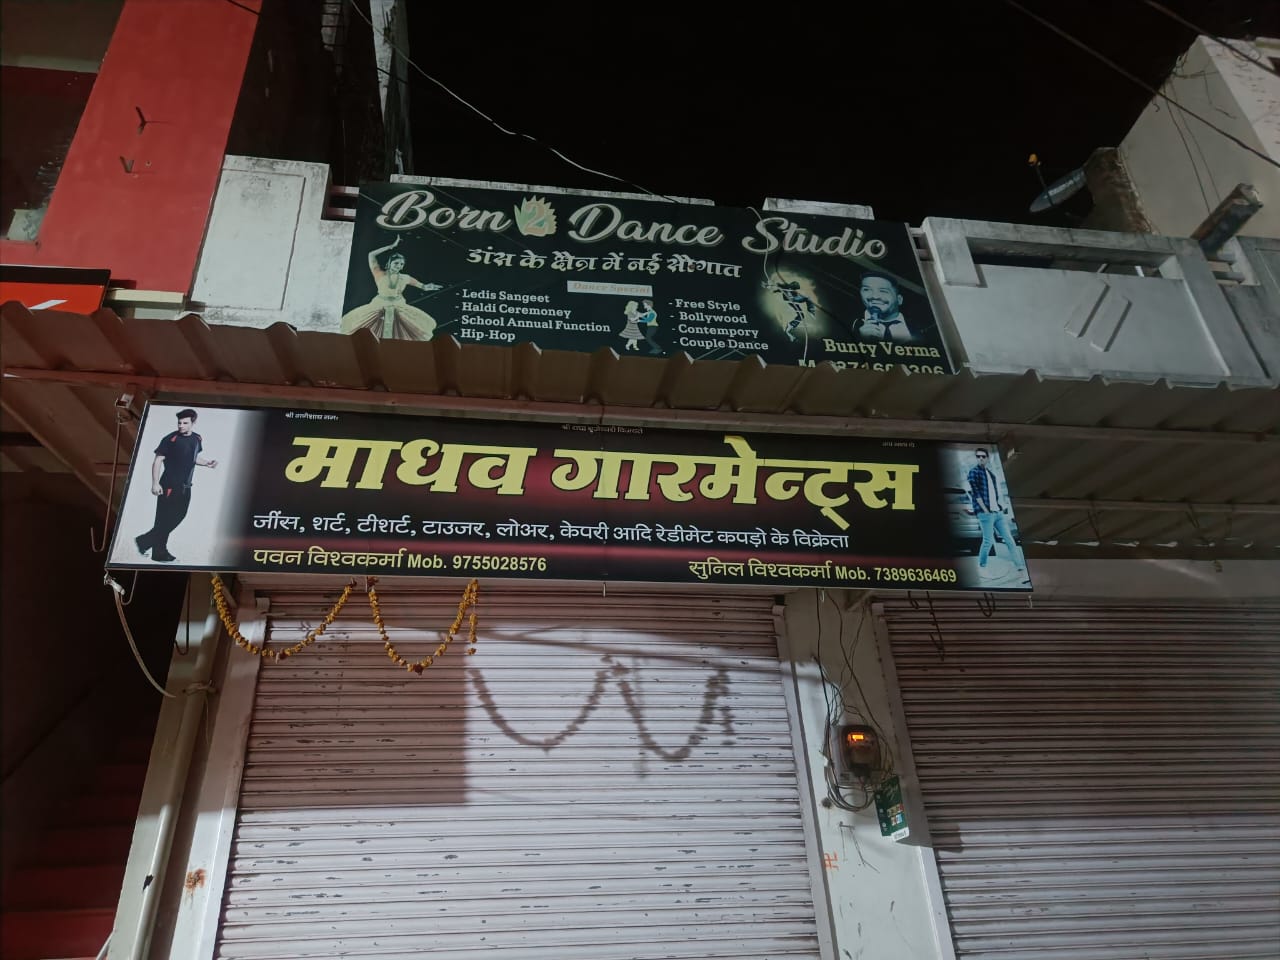 Born 2 Dance Studio
डांस के क्षेत्र में नई सौगात
Dance Special
- Ledis Sangeet
- Haldi Ceremoney
- School Annual Function
- Hip-Hop
- Free Style
- Bollywood
- Contempory
- Couple Dance
Bunty Verma
श्री गणेशाय नमः
माधव गारमेन्ट्स
जींस, शर्ट, टीशर्ट, टाउजर, लोअर, केपरी आदि रेडीमेट कपड़ो के विक्रेता
पवन विश्वकर्मा Mob. 9755028576
सुनिल विश्वकर्मा Mob. 7389636469